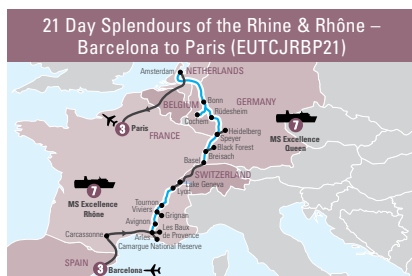 21 Day Splendours of the Rhine & Rhône –
Barcelona to Paris (EUTCJRBP21)
Amsterdam
NETHERLANDS
BELGIUM
GERMANY
Bonn
Rüdesheim
Cochem
3 Paris
FRANCE
Heidelberg
Speyer
7
MS Excellence
Queen
Black Forest
Breisach
Basel
SWITZERLAND
Lake Geneva
Lyon
7
MS Excellence
Rhône
Tournon
Viviers
Grignan
Avignon
Les Baux
de Provence
Carcassonne
Arles
Camargue National Reserve
SPAIN
3 Barcelona